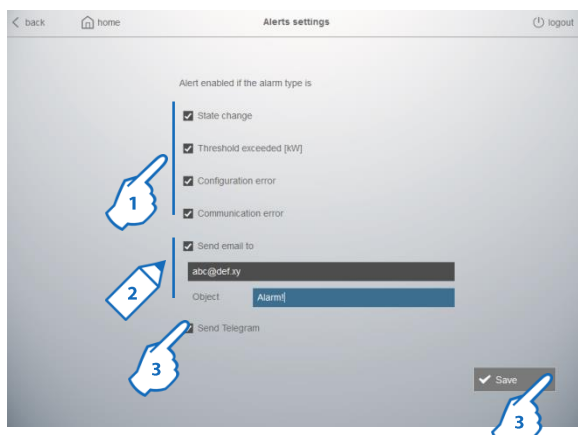 back home Alerts settings logout
Alert enabled if the alarm type is
State change
Threshold exceeded [kW]
Configuration error
1
Communication error
Send email to
abc@def.xy
2
Object Alarm!
Send Telegram
3
Save
3